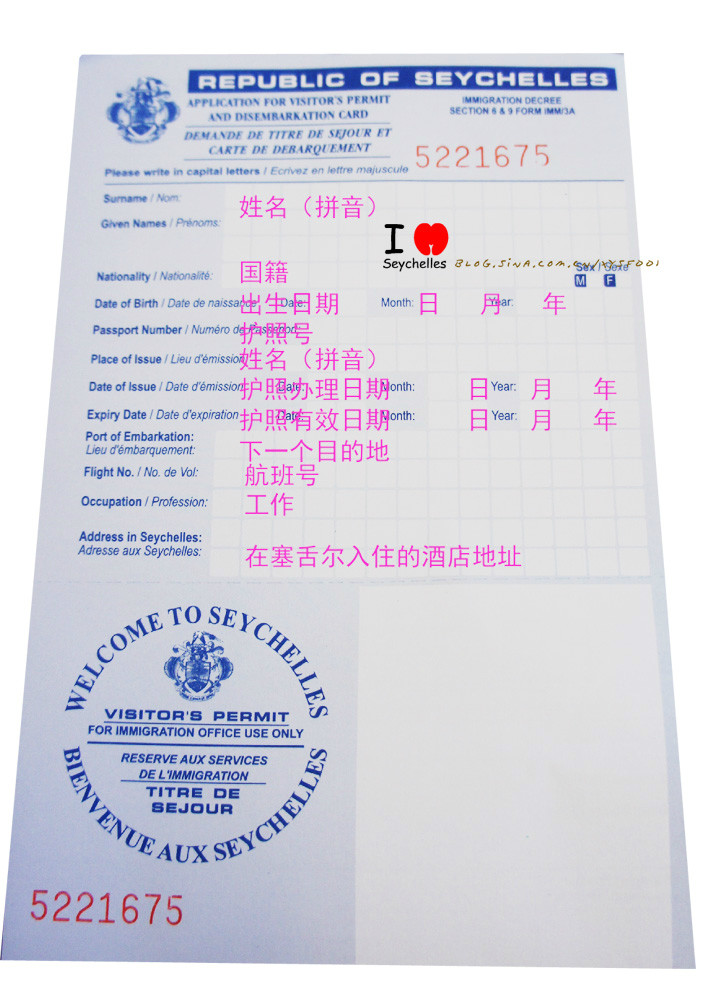 REPUBLIC OF SEYCHELLES
APPLICATION FOR VISITOR'S PERMIT
AND DISEMBARKATION CARD
IMMIGRATION DECREE
SECTION 6 & 9 FORM IMM/3A
DEMANDE DE TITRE DE SEJOUR ET
CARTE DE DEBARQUEMENT
5221675
Please write in capital letters / Ecrivez en lettre majuscule
Surname / Nom: 姓名（拼音）
Given Names / Prénoms:
I
Seychelles BLOG.SINA.COM.CN/XYSF001
Sex / Sexe
Nationality / Nationalité: 国籍 M F
Date of Birth / Date de naissance Date: 出生日期 Month: 日 月 Year: 年
Passport Number / Numéro de Passeport: 护照号
Place of Issue / Lieu d'émission 姓名（拼音）
Date of Issue / Date d'émission Date: 护照办理日期 Month: 日 Year: 月 年
Expiry Date / Date d'expiration Date: 护照有效日期 Month: 日 Year: 月 年
Port of Embarkation:
Lieu d'émbarquement: 下一个目的地
Flight No. / No. de Vol: 航班号
Occupation / Profession: 工作
Address in Seychelles:
Adresse aux Seychelles: 在塞舌尔入住的酒店地址
WELCOME TO SEYCHELLES
VISITOR'S PERMIT
FOR IMMIGRATION OFFICE USE ONLY
RESERVE AUX SERVICES
DE L'IMMIGRATION
TITRE DE
SEJOUR
BIENVENUE AUX SEYCHELLES
5221675